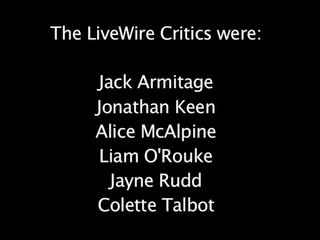 The LiveWire Critics were:
Jack Armitage
Jonathan Keen
Alice McAlpine
Liam O'Rouke
Jayne Rudd
Colette Talbot